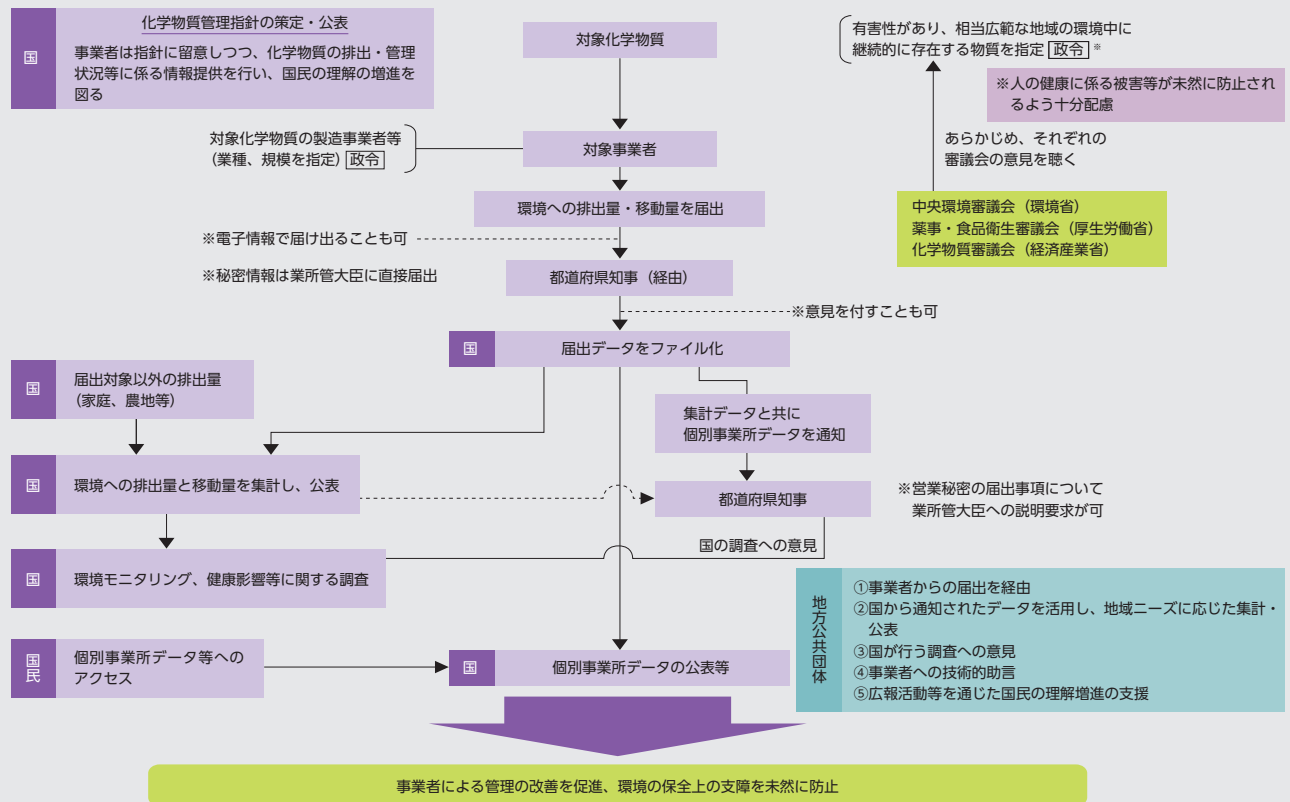 化学物質管理指針の策定・公表
国
事業者は指針に留意しつつ、化学物質の排出・管理
状況等に係る情報提供を行い、国民の理解の増進を
図る
対象化学物質
有害性があり、相当広範な地域の環境中に
継続的に存在する物質を指定 政令 ※
※人の健康に係る被害等が未然に防止され
るよう十分配慮
対象化学物質の製造事業者等
(業種、規模を指定) 政令
対象事業者
あらかじめ、それぞれの
審議会の意見を聴く
環境への排出量・移動量を届出
中央環境審議会(環境省)
薬事・食品衛生審議会(厚生労働省)
化学物質審議会(経済産業省)
※電子情報で届け出ることも可
※秘密情報は業所管大臣に直接届出
都道府県知事(経由)
※意見を付すことも可
国
届出データをファイル化
国
届出対象以外の排出量
(家庭、農地等)
集計データと共に
個別事業所データを通知
国
環境への排出量と移動量を集計し、公表
都道府県知事
※営業秘密の届出事項について
業所管大臣への説明要求が可
国の調査への意見
国
環境モニタリング、健康影響等に関する調査
地方公共団体
①事業者からの届出を経由
②国から通知されたデータを活用し、地域ニーズに応じた集計・
公表
③国が行う調査への意見
④事業者への技術的助言
⑤広報活動等を通じた国民の理解増進の支援
国民
個別事業所データ等への
アクセス
国
個別事業所データの公表等
事業者による管理の改善を促進、環境の保全上の支障を未然に防止